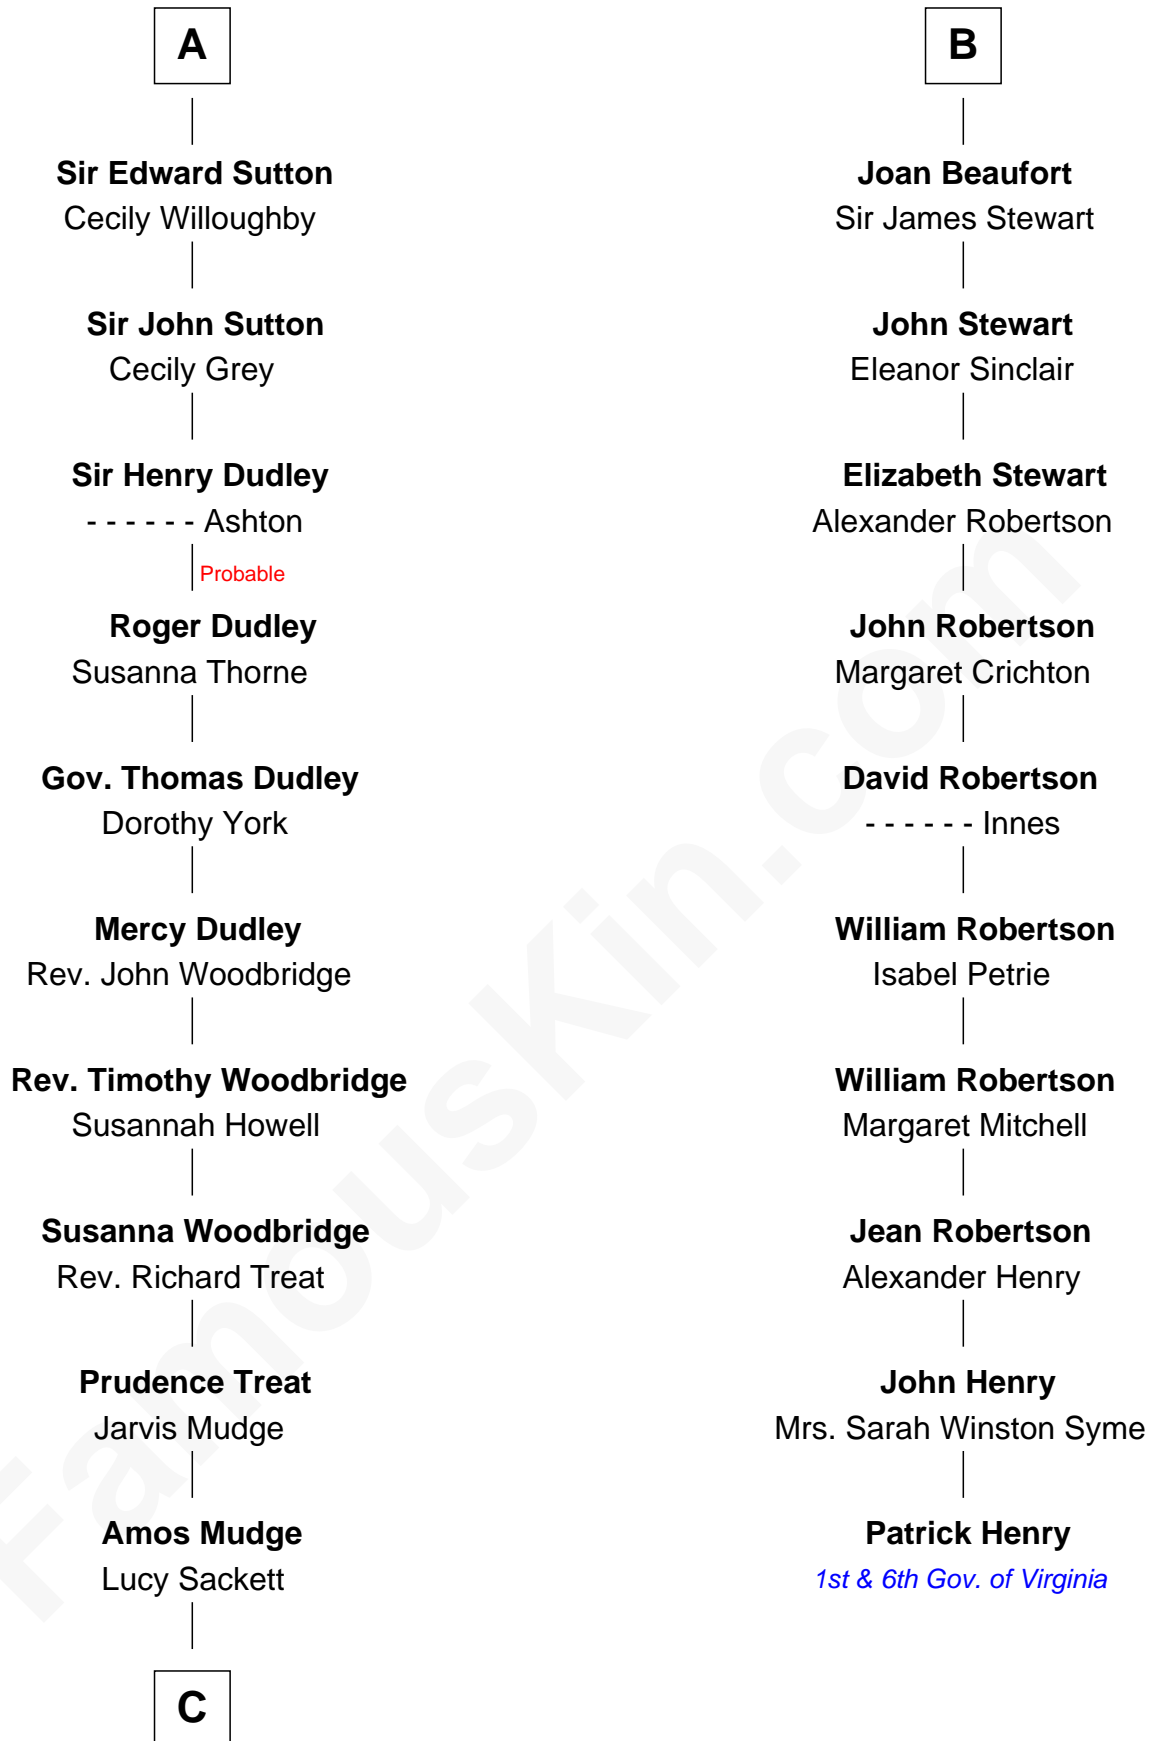 A
Sir Edward Sutton
Cecily Willoughby
Sir John Sutton
Cecily Grey
Sir Henry Dudley
- - - - - - Ashton
Probable
Roger Dudley
Susanna Thorne
Gov. Thomas Dudley
Dorothy York
Mercy Dudley
Rev. John Woodbridge
Rev. Timothy Woodbridge
Susannah Howell
Susanna Woodbridge
Rev. Richard Treat
Prudence Treat
Jarvis Mudge
Amos Mudge
Lucy Sackett
C
B
Joan Beaufort
Sir James Stewart
John Stewart
Eleanor Sinclair
Elizabeth Stewart
Alexander Robertson
John Robertson
Margaret Crichton
David Robertson
- - - - - - Innes
William Robertson
Isabel Petrie
William Robertson
Margaret Mitchell
Jean Robertson
Alexander Henry
John Henry
Mrs. Sarah Winston Syme
Patrick Henry
1st & 6th Gov. of Virginia
FamousKin.com